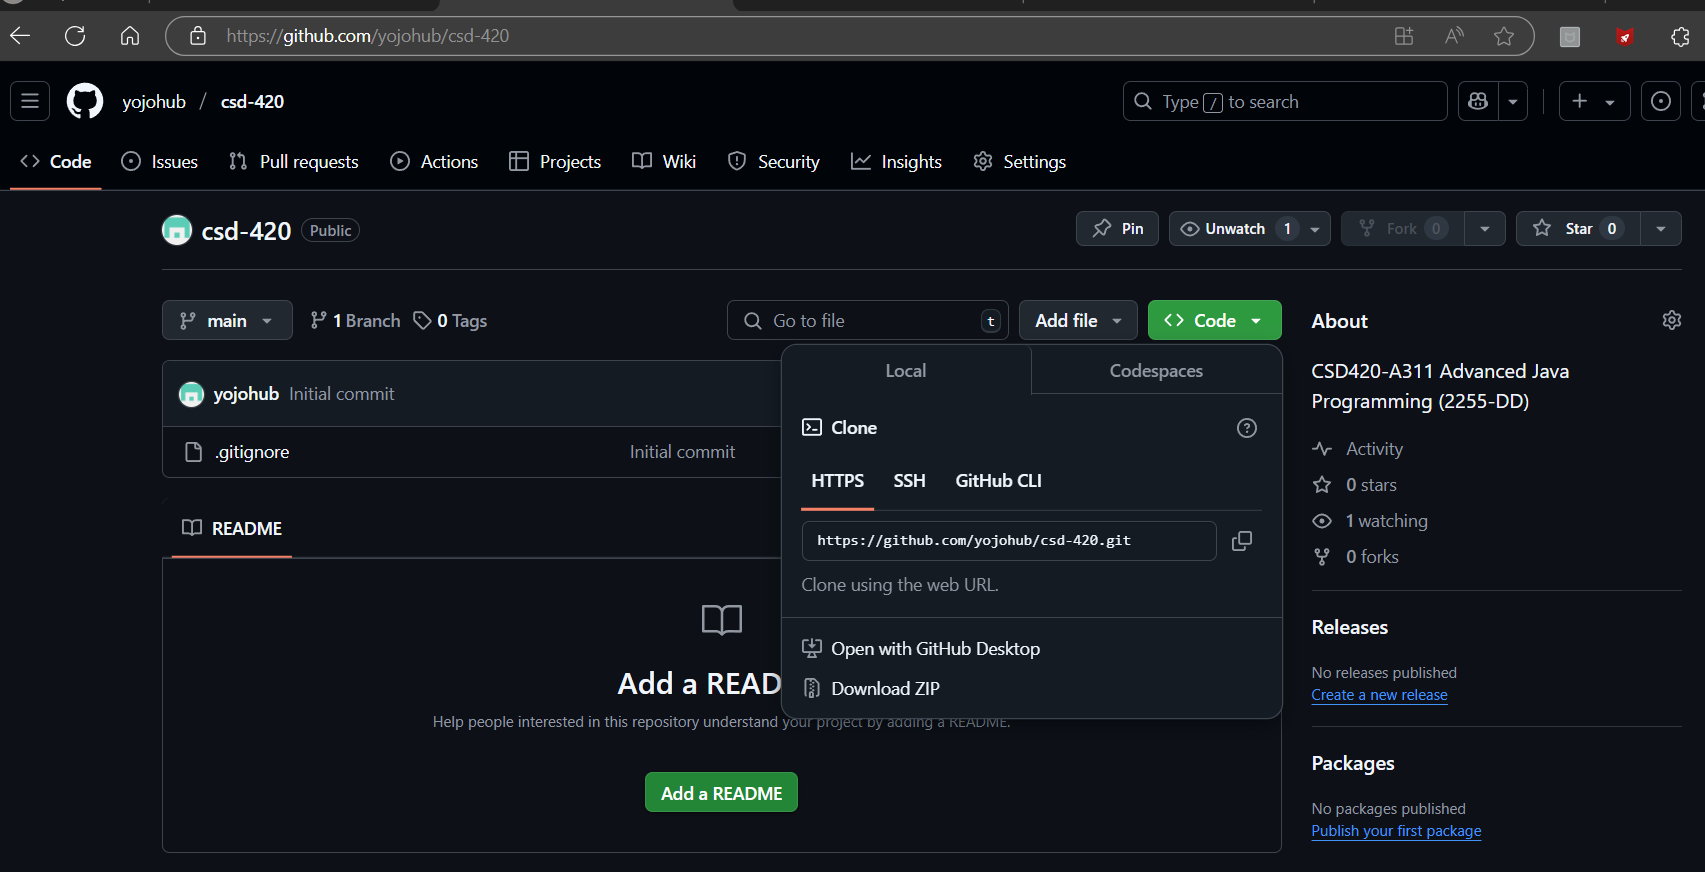 https://github.com/yojohub/csd-420
yojohub / csd-420
Type / to search
Code Issues Pull requests Actions Projects Wiki Security Insights Settings
csd-420 Public
Pin Unwatch 1 Fork 0 Star 0
main 1 Branch 0 Tags Go to file t Add file Code
yojohub Initial commit
.gitignore Initial commit
README
Add a READ
Help people interested in this repository understand your project by adding a README.
Add a README
Local Codespaces
Clone
HTTPS SSH GitHub CLI
https://github.com/yojohub/csd-420.git
Clone using the web URL.
Open with GitHub Desktop
Download ZIP
About
CSD420-A311 Advanced Java
Programming (2255-DD)
Activity
0 stars
1 watching
0 forks
Releases
No releases published
Create a new release
Packages
No packages published
Publish your first package